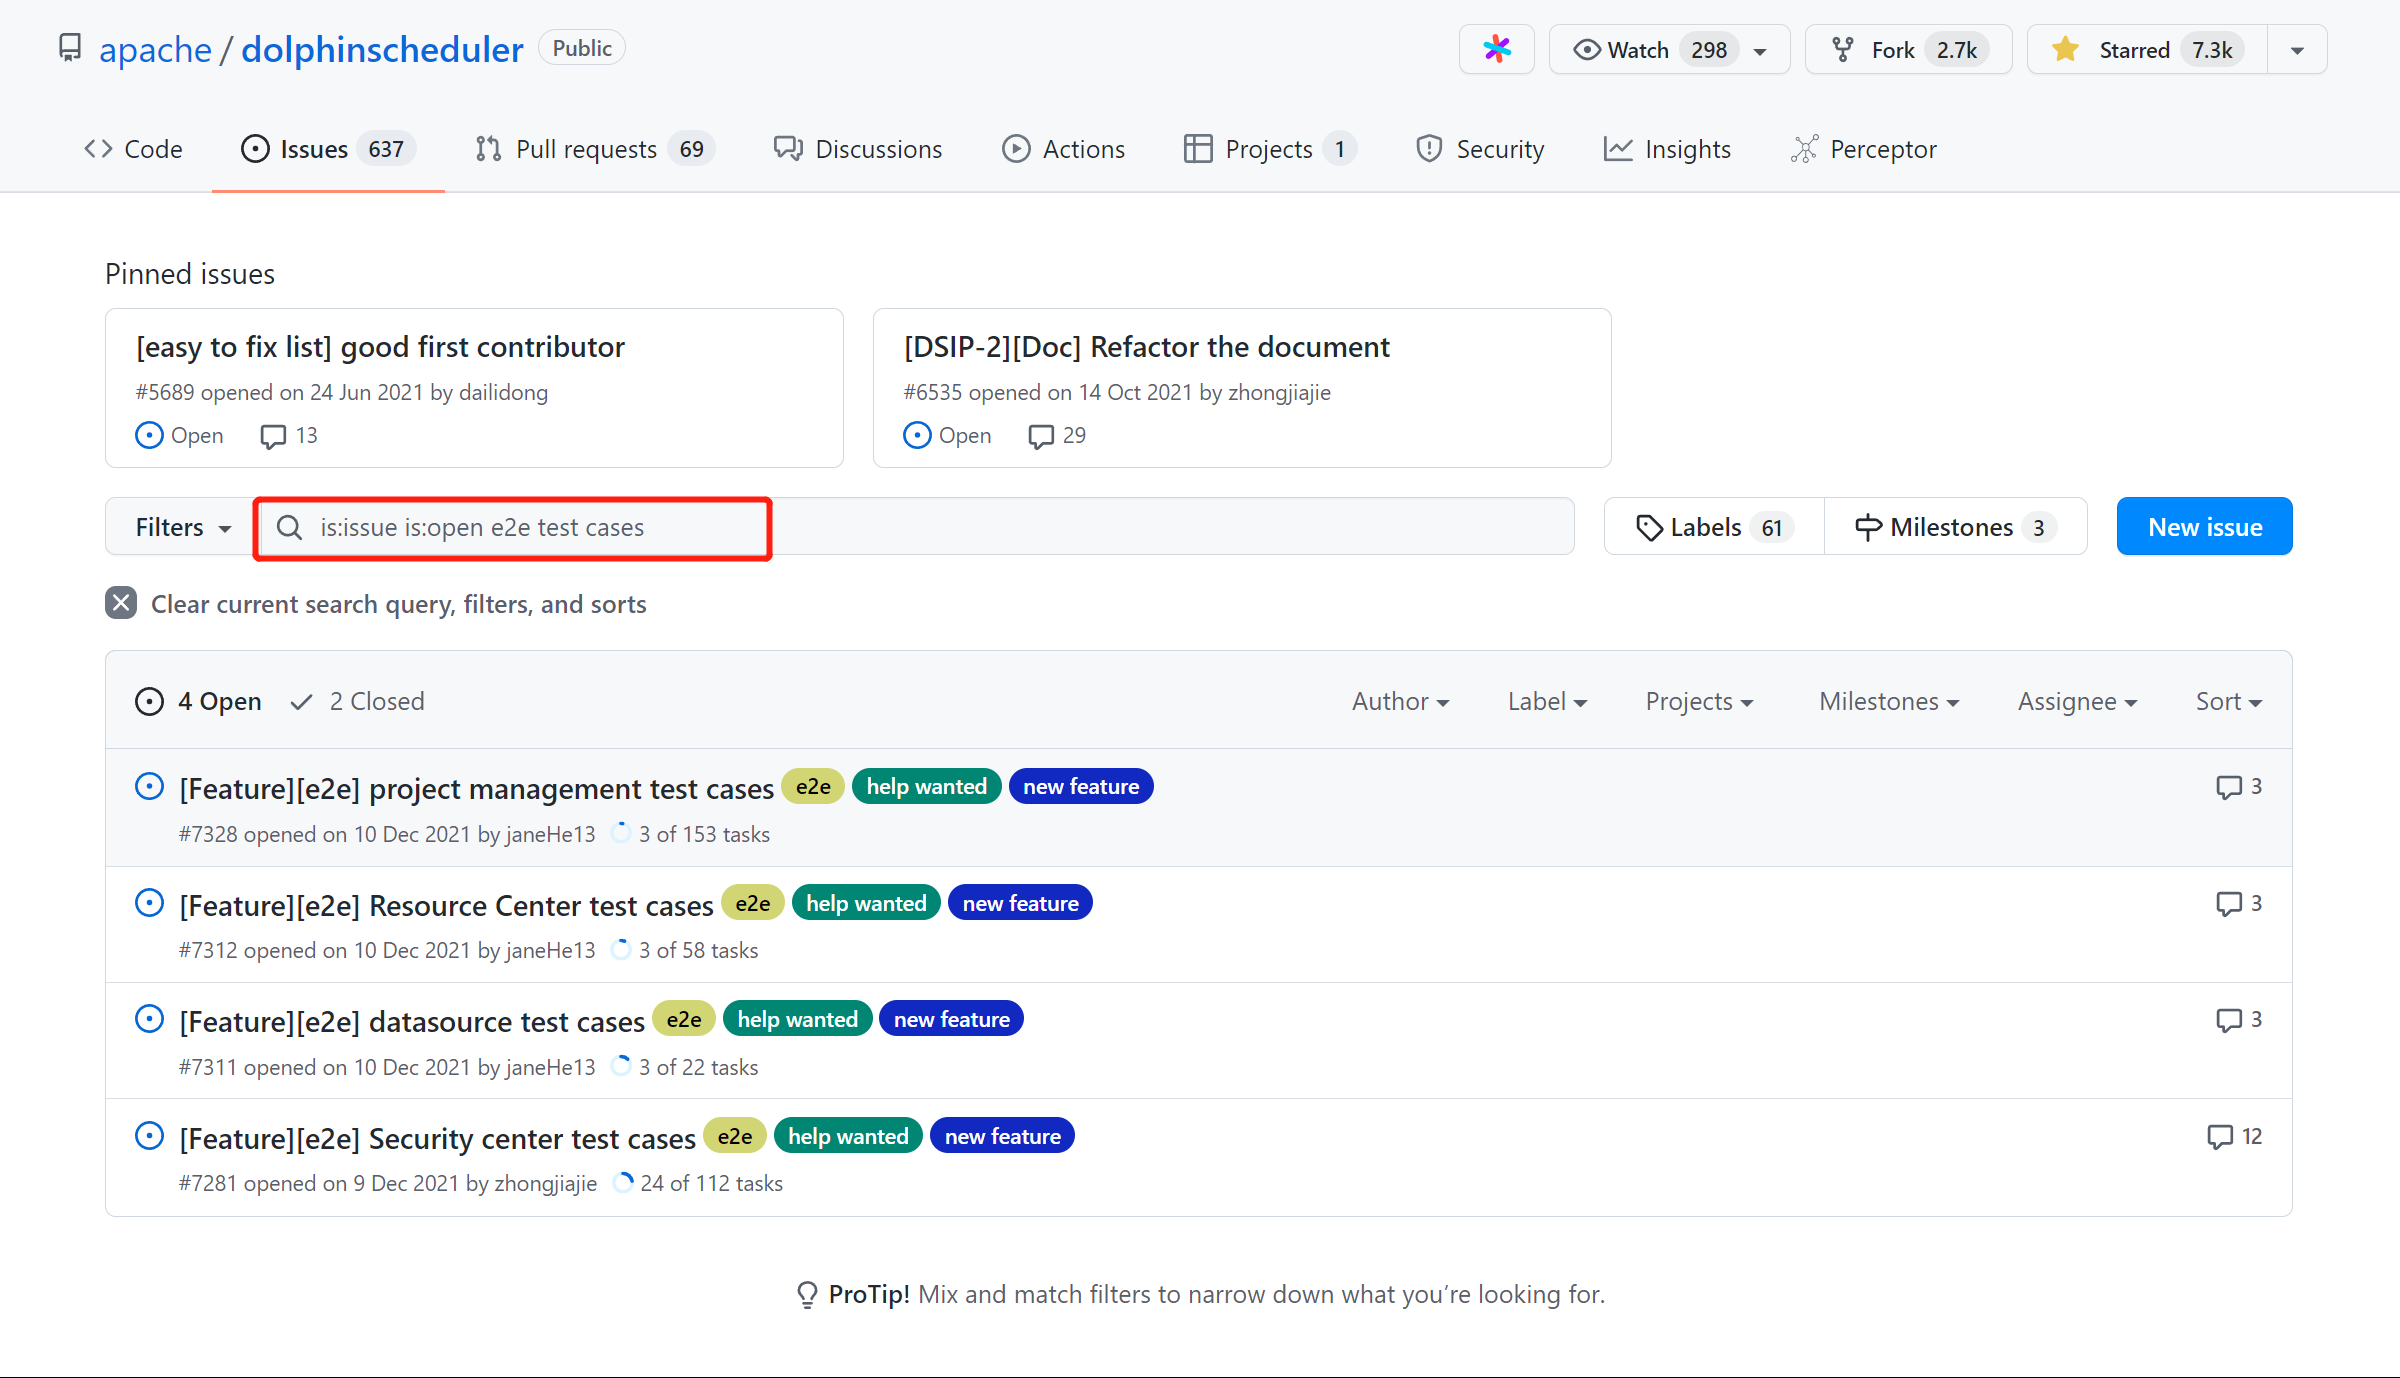 apache / dolphinscheduler Public
Watch 298 Fork 2.7k Starred 7.3k
Code Issues 637 Pull requests 69 Discussions Actions Projects 1 Security Insights Perceptor
Pinned issues
[easy to fix list] good first contributor
#5689 opened on 24 Jun 2021 by dailidong
Open 13
[DSIP-2][Doc] Refactor the document
#6535 opened on 14 Oct 2021 by zhongjiajie
Open 29
Filters is:issue is:open e2e test cases Labels 61 Milestones 3 New issue
Clear current search query, filters, and sorts
4 Open 2 Closed Author Label Projects Milestones Assignee Sort
[Feature][e2e] project management test cases e2e help wanted new feature 3
#7328 opened on 10 Dec 2021 by janeHe13 3 of 153 tasks
[Feature][e2e] Resource Center test cases e2e help wanted new feature 3
#7312 opened on 10 Dec 2021 by janeHe13 3 of 58 tasks
[Feature][e2e] datasource test cases e2e help wanted new feature 3
#7311 opened on 10 Dec 2021 by janeHe13 3 of 22 tasks
[Feature][e2e] Security center test cases e2e help wanted new feature 12
#7281 opened on 9 Dec 2021 by zhongjiajie 24 of 112 tasks
ProTip! Mix and match filters to narrow down what you’re looking for.